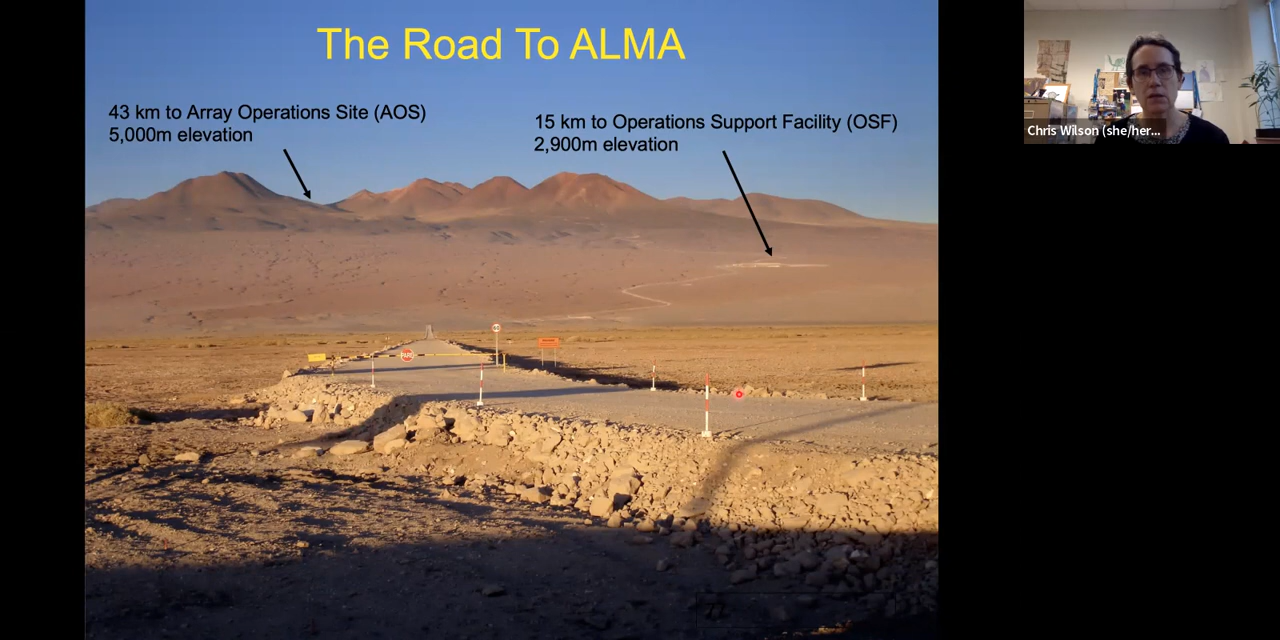 The Road To ALMA
43 km to Array Operations Site (AOS)
5,000m elevation
15 km to Operations Support Facility (OSF)
2,900m elevation
Chris Wilson (she/her...
PARE